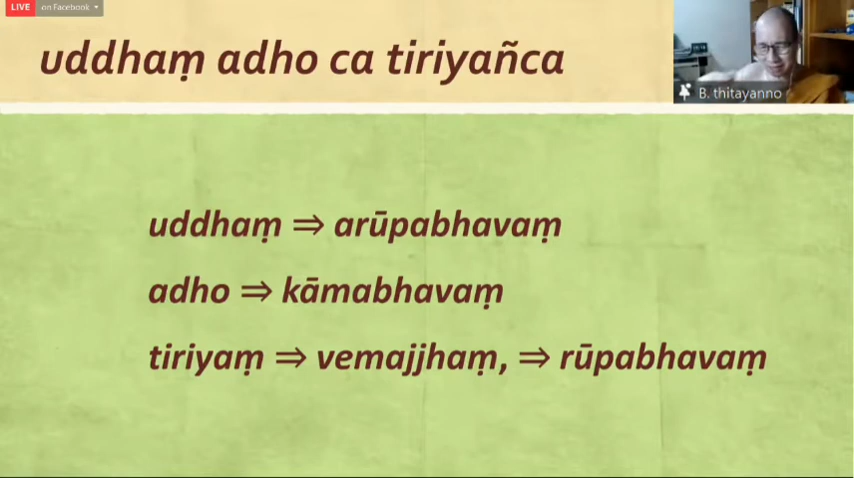 LIVE on Facebook
uddhaṃ adho ca tiriyañca
B. thitayanno
uddhaṃ ⇒ arūpabhavaṃ
adho ⇒ kāmabhavaṃ
tiriyaṃ ⇒ vemajjhaṃ, ⇒ rūpabhavaṃ